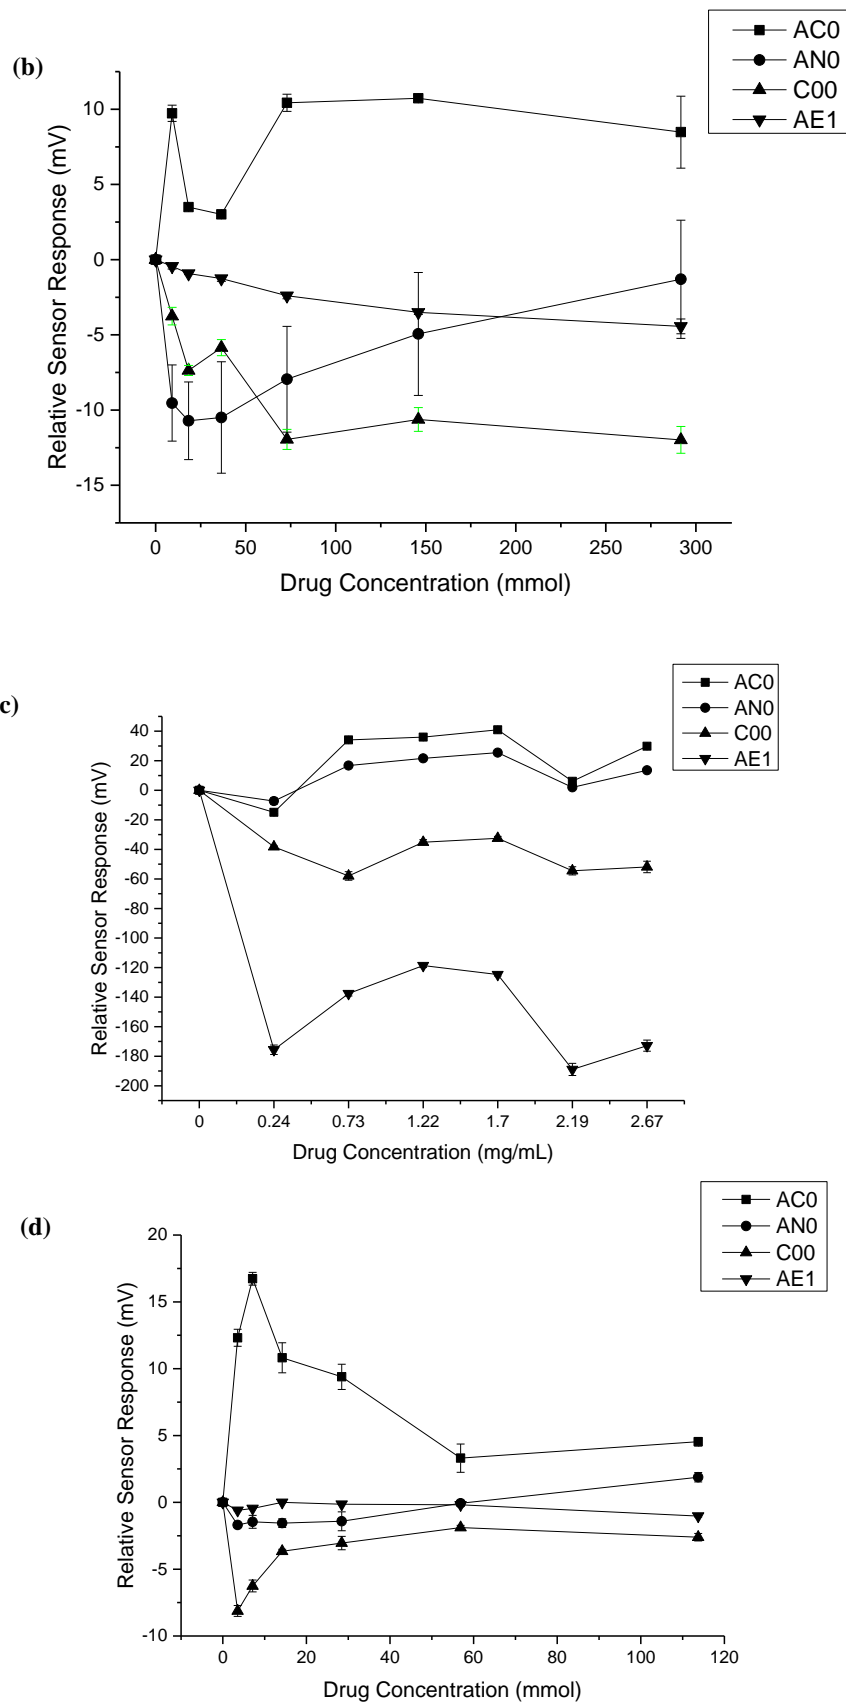 AC0
AN0
C00
AE1
(b)
10
5
0
-5
-10
-15
Relative Sensor Response (mV)
0 50 100 150 200 250 300
Drug Concentration (mmol)
AC0
AN0
C00
AE1
c)
40
20
0
-20
-40
-60
-80
-100
-120
-140
-160
-180
-200
Relative Sensor Response (mV)
0 0.24 0.73 1.22 1.7 2.19 2.67
Drug Concentration (mg/mL)
AC0
AN0
C00
AE1
(d)
20
15
10
5
0
-5
-10
Relative Sensor Response (mV)
0 20 40 60 80 100 120
Drug Concentration (mmol)